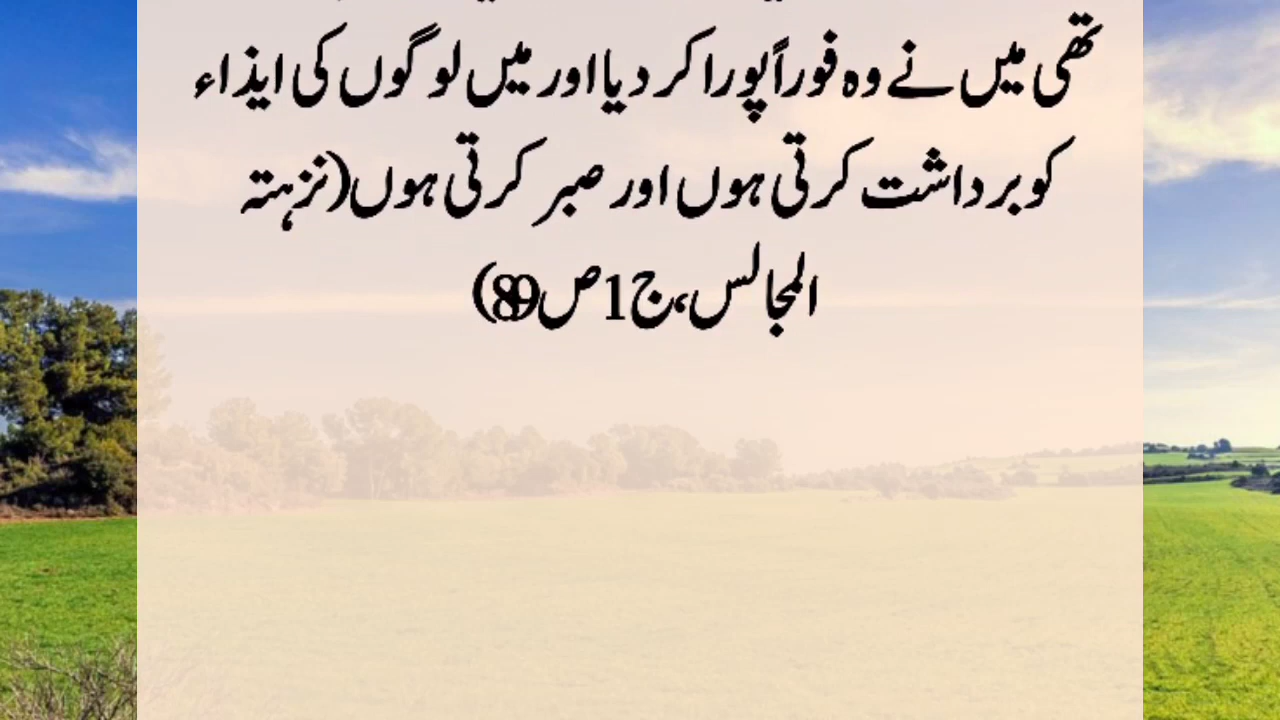 تھی میں نے وہ فوراً پورا کر دیا اور میں لوگوں کی ایذاء
کو برداشت کرتی ہوں اور صبر کرتی ہوں (نزہتہ
المجالس، ج1 ص89)